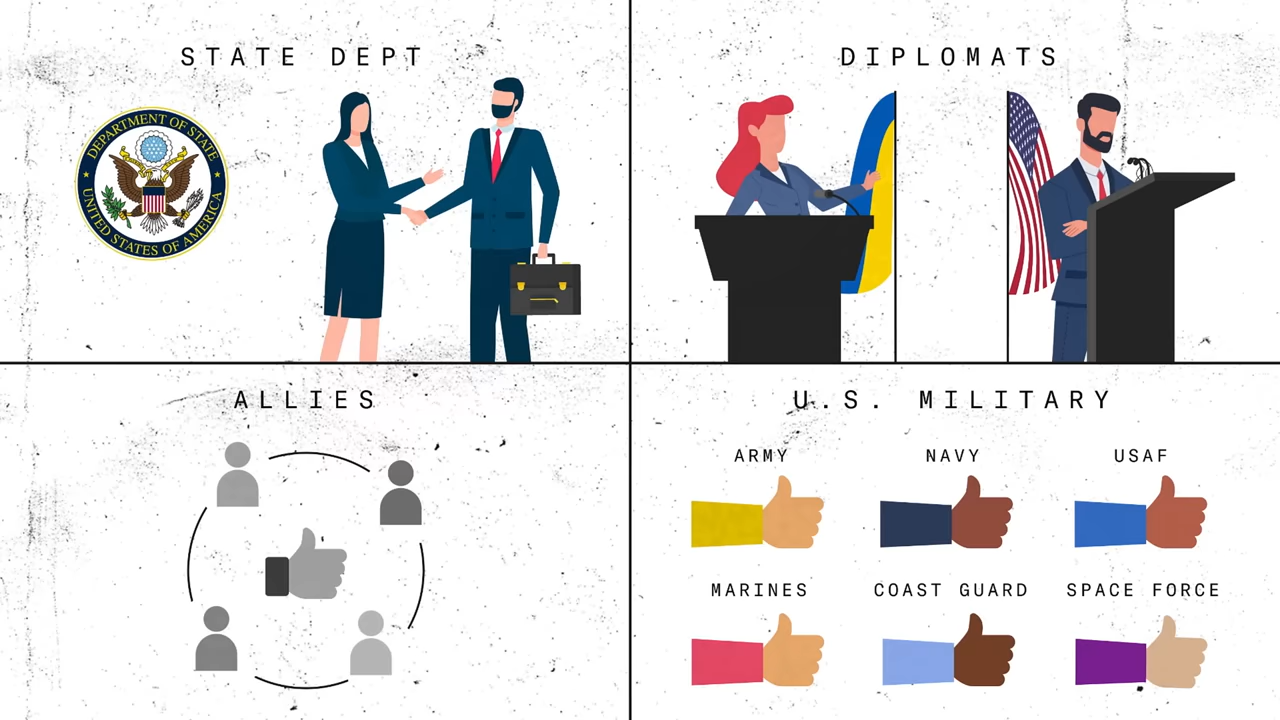 STATE DEPT
DEPARTMENT OF STATE
UNITED STATES OF AMERICA
DIPLOMATS
ALLIES
U.S. MILITARY
ARMY NAVY USAF
MARINES COAST GUARD SPACE FORCE